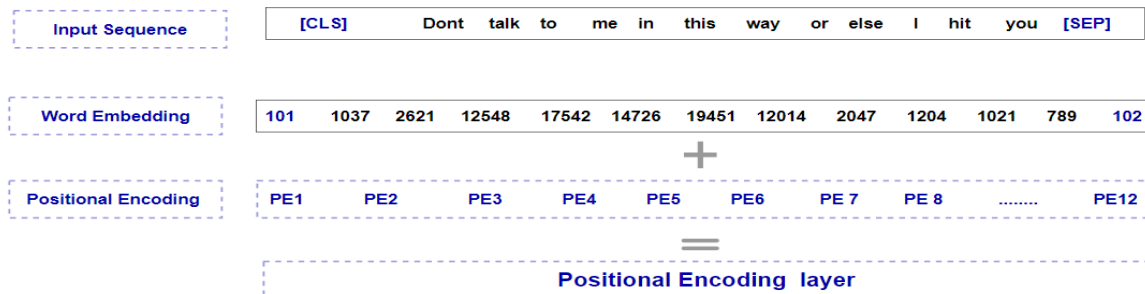 Input Sequence [CLS] Dont talk to me in this way or else I hit you [SEP]
Word Embedding 101 1037 2621 12548 17542 14726 19451 12014 2047 1204 1021 789 102
+
Positional Encoding PE1 PE2 PE3 PE4 PE5 PE6 PE 7 PE 8 ........ PE12
=
Positional Encoding layer